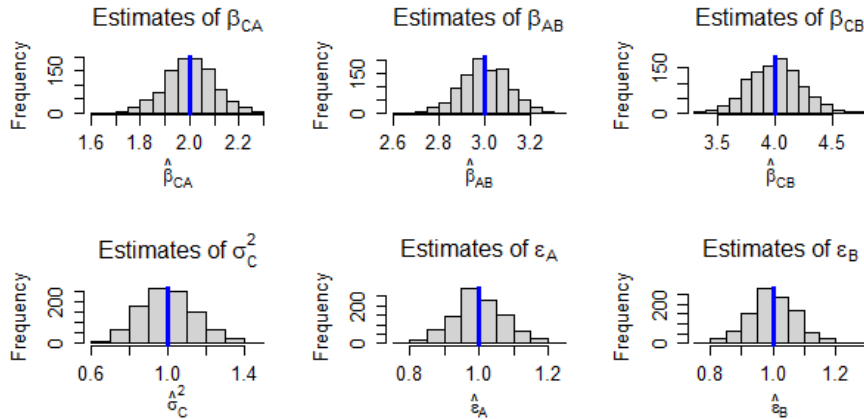 Estimates of β_CA
Frequency
0 150
1.6 1.8 2.0 2.2
β̂_CA
Estimates of β_AB
Frequency
0 150
2.6 2.8 3.0 3.2
β̂_AB
Estimates of β_CB
Frequency
0 150
3.5 4.0 4.5
β̂_CB
Estimates of σ²_C
Frequency
0 200
0.6 1.0 1.4
σ̂²_C
Estimates of ε_A
Frequency
0 200
0.8 1.0 1.2
ε̂_A
Estimates of ε_B
Frequency
0 200
0.8 1.0 1.2
ε̂_B